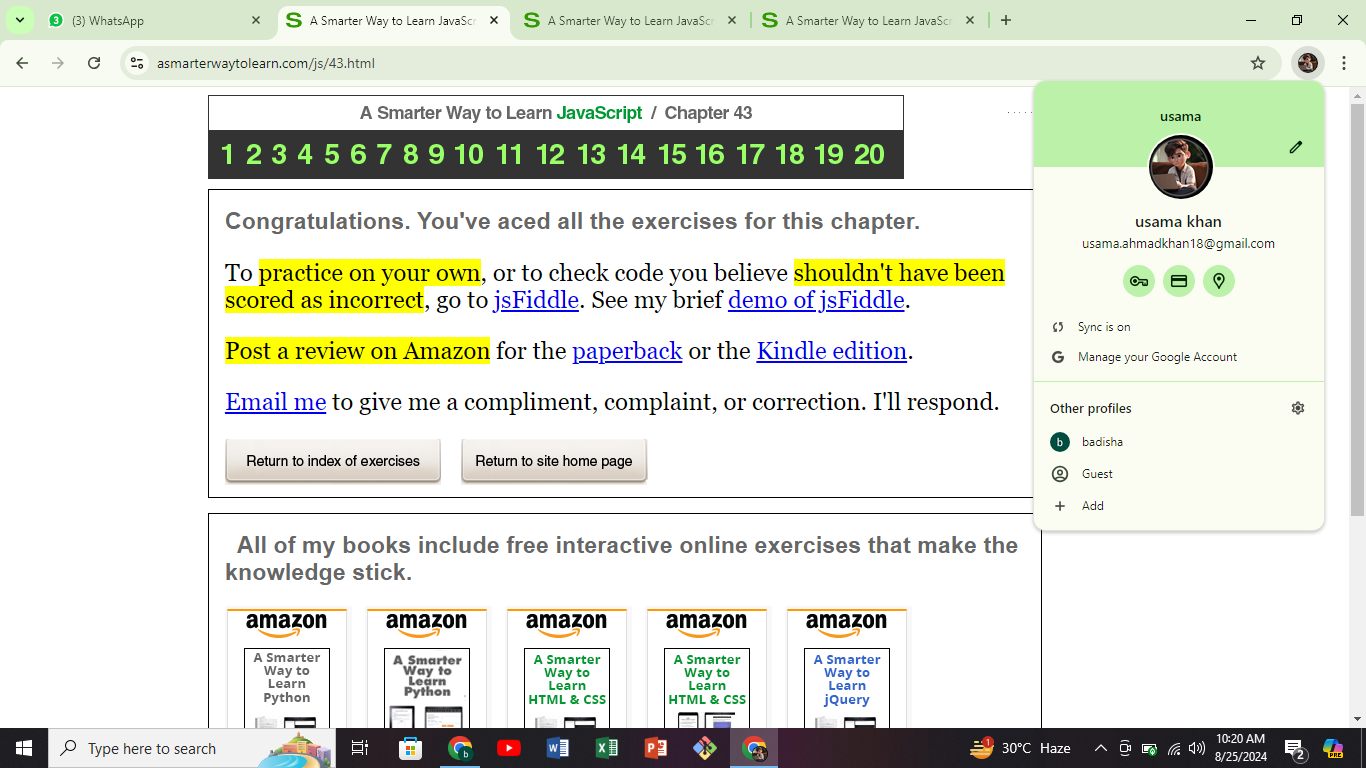 3
(3) WhatsApp
A Smarter Way to Learn JavaScr
A Smarter Way to Learn JavaScr
A Smarter Way to Learn JavaScr
asmarterwaytolearn.com/js/43.html
A Smarter Way to Learn JavaScript / Chapter 43
1 2 3 4 5 6 7 8 9 10 11 12 13 14 15 16 17 18 19 20
Congratulations. You've aced all the exercises for this chapter.
To practice on your own, or to check code you believe shouldn't have been
scored as incorrect, go to jsFiddle. See my brief demo of jsFiddle.
Post a review on Amazon for the paperback or the Kindle edition.
Email me to give me a compliment, complaint, or correction. I'll respond.
Return to index of exercises
Return to site home page
usama
usama khan
usama.ahmadkhan18@gmail.com
Sync is on
G Manage your Google Account
Other profiles
b badisha
Guest
Add
All of my books include free interactive online exercises that make the
knowledge stick.
amazon
A Smarter
Way to
Learn
Python
amazon
A Smarter
Way to
Learn
Python
amazon
A Smarter
Way to
Learn
HTML & CSS
amazon
A Smarter
Way to
Learn
HTML & CSS
amazon
A Smarter
Way to
Learn
jQuery
Type here to search
b
1
30°C Haze
10:20 AM
8/25/2024
2
PRE